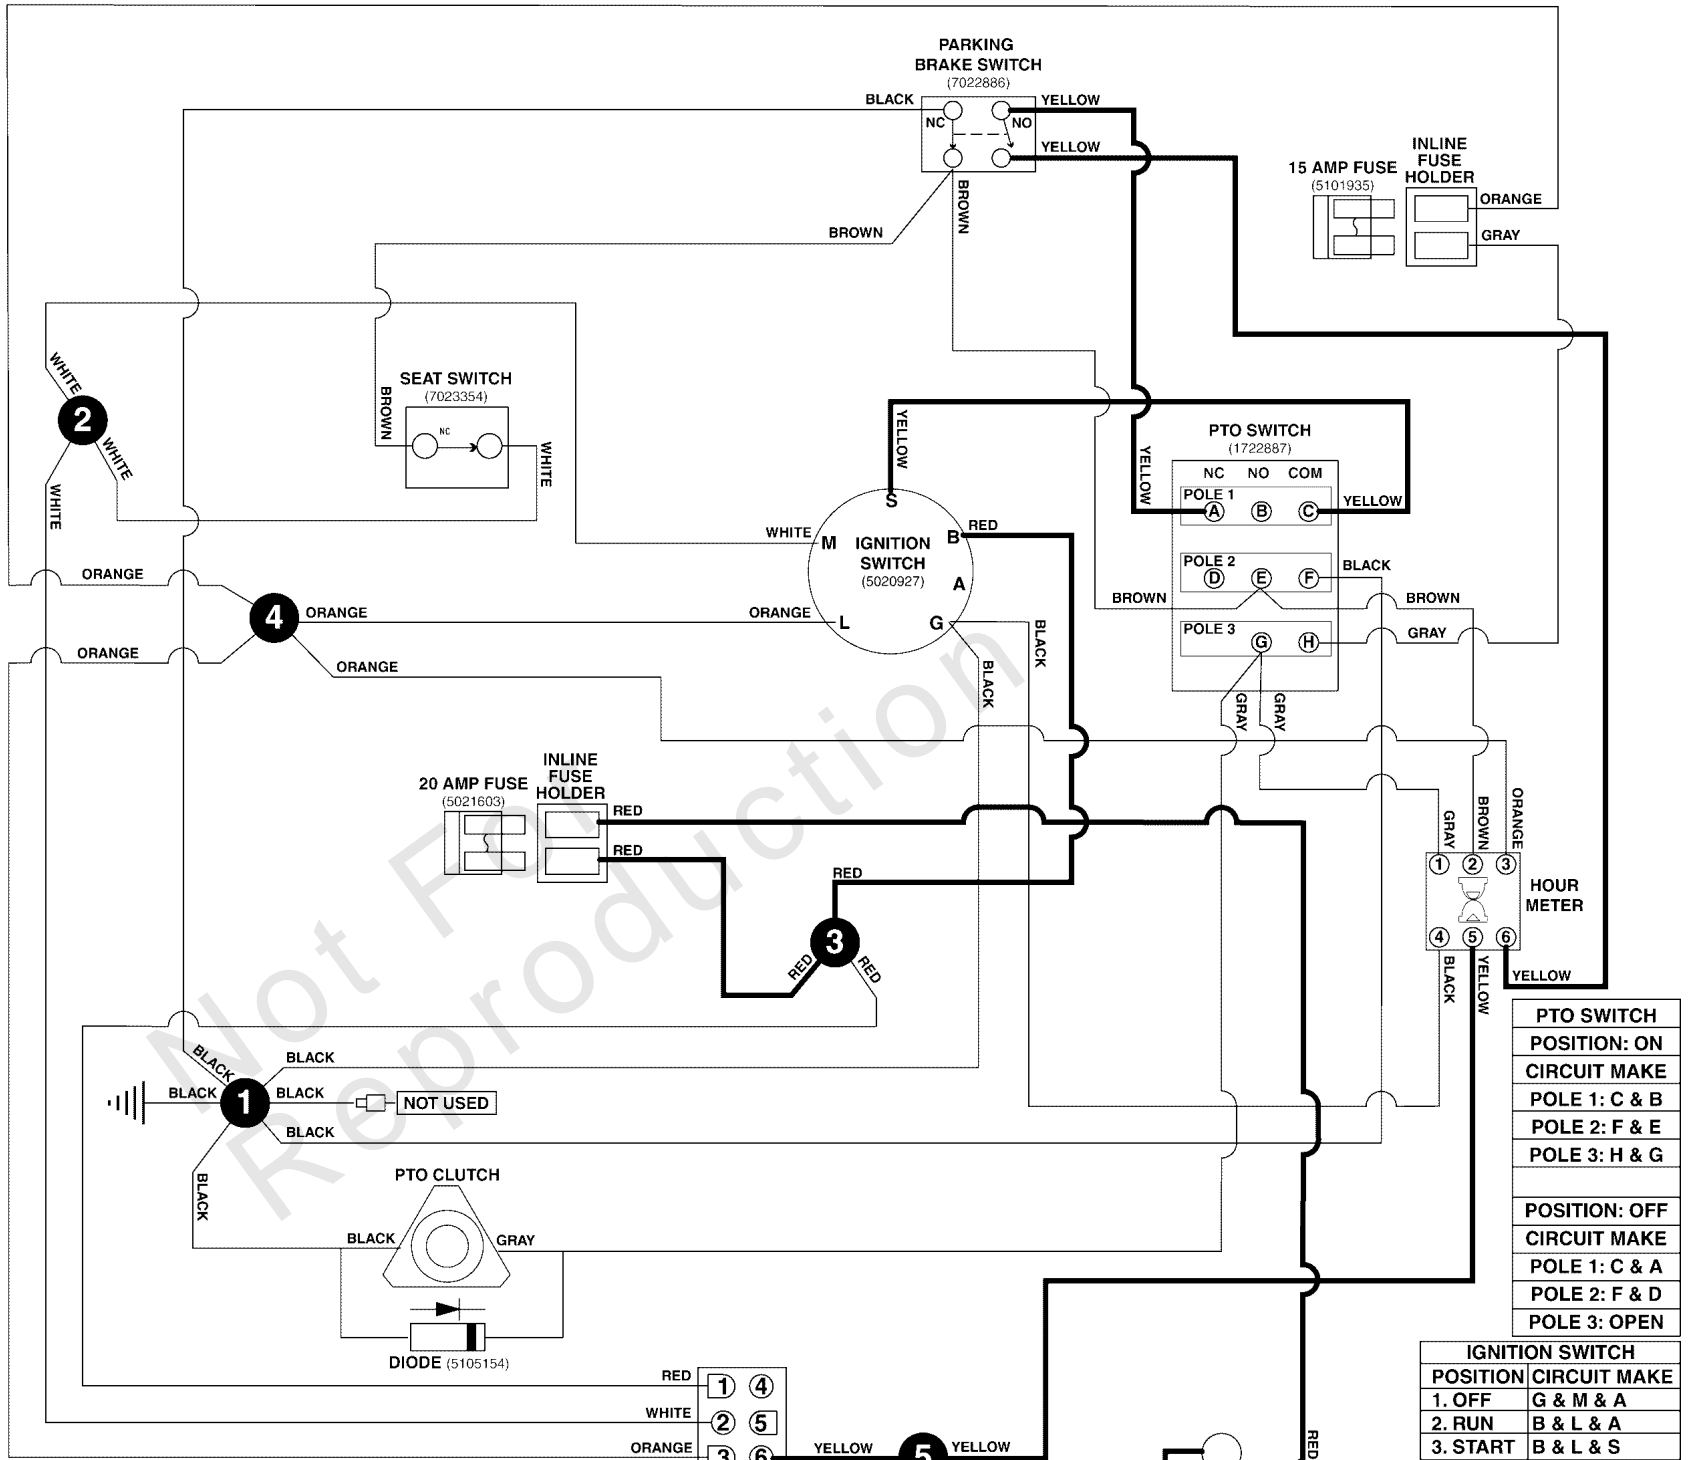 PARKING
BRAKE SWITCH
(7022886)
BLACK
NC
NO
YELLOW
YELLOW
BROWN
BROWN
15 AMP FUSE
(5101935)
INLINE
FUSE
HOLDER
ORANGE
GRAY
WHITE
2
WHITE
WHITE
SEAT SWITCH
(7023354)
NC
BROWN
WHITE
YELLOW
PTO SWITCH
(1722887)
NC NO COM
POLE 1
A B C
YELLOW
YELLOW
POLE 2
D E F
BLACK
BROWN
BROWN
POLE 3
G H
GRAY
GRAY
GRAY
S
WHITE
M
IGNITION
SWITCH
(5020927)
B
RED
A
ORANGE
L
G
BLACK
BLACK
ORANGE
4
ORANGE
ORANGE
ORANGE
20 AMP FUSE
(5021603)
INLINE
FUSE
HOLDER
RED
RED
RED
3
RED
RED
GRAY
BROWN
ORANGE
1 2 3
HOUR
METER
4 5 6
BLACK
YELLOW
YELLOW
Not For
Reproduction
BLACK
BLACK
BLACK
1
BLACK
NOT USED
BLACK
BLACK
PTO CLUTCH
BLACK
GRAY
DIODE (5105154)
PTO SWITCH
POSITION: ON
CIRCUIT MAKE
POLE 1: C & B
POLE 2: F & E
POLE 3: H & G
POSITION: OFF
CIRCUIT MAKE
POLE 1: C & A
POLE 2: F & D
POLE 3: OPEN
IGNITION SWITCH
POSITION CIRCUIT MAKE
1. OFF G & M & A
2. RUN B & L & A
3. START B & L & S
RED
1 4
WHITE
2 5
ORANGE
3 6
YELLOW
5
YELLOW
RED